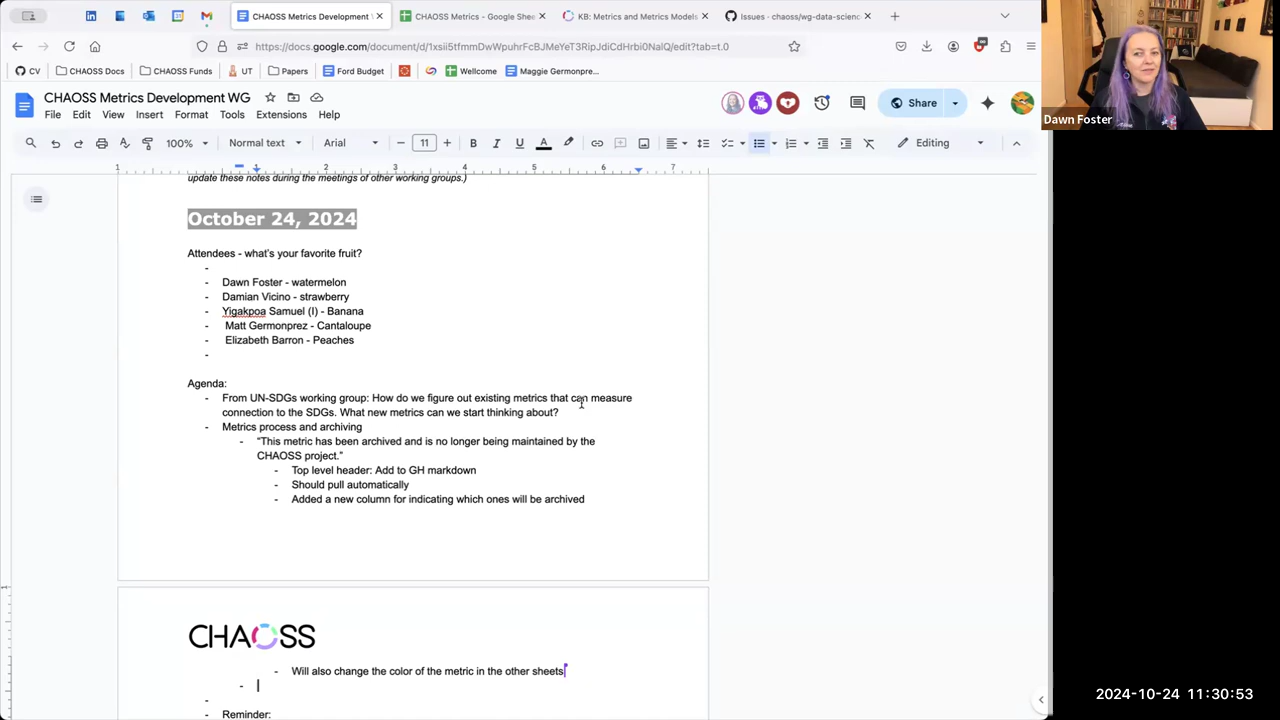 CHAOSS Metrics Development
CHAOSS Metrics - Google Shee
KB: Metrics and Metrics Models
Issues · chaoss/wg-data-scienc
https://docs.google.com/document/d/1xsii5tfmmDwWpuhrFcBJMeYeT3RipJdiCdHrbi0NalQ/edit?tab=t.0
CV
CHAOSS Docs
CHAOSS Funds
UT
Papers
Ford Budget
Wellcome
Maggie Germonpre...
Dawn Foster
CHAOSS Metrics Development WG
File Edit View Insert Format Tools Extensions Help
Share
100% Normal text Arial 11 Editing
1 1 2 3 4 5 6 7
update these notes during the meetings of other working groups.)
October 24, 2024
Attendees - what's your favorite fruit?
-
- Dawn Foster - watermelon
- Damian Vicino - strawberry
- Yigakpoa Samuel (I) - Banana
- Matt Germonprez - Cantaloupe
- Elizabeth Barron - Peaches
-
Agenda:
- From UN-SDGs working group: How do we figure out existing metrics that can measure
connection to the SDGs. What new metrics can we start thinking about?
- Metrics process and archiving
- "This metric has been archived and is no longer being maintained by the
CHAOSS project."
- Top level header: Add to GH markdown
- Should pull automatically
- Added a new column for indicating which ones will be archived
CHAOSS
- Will also change the color of the metric in the other sheets
-
-
- Reminder:
2024-10-24 11:30:53